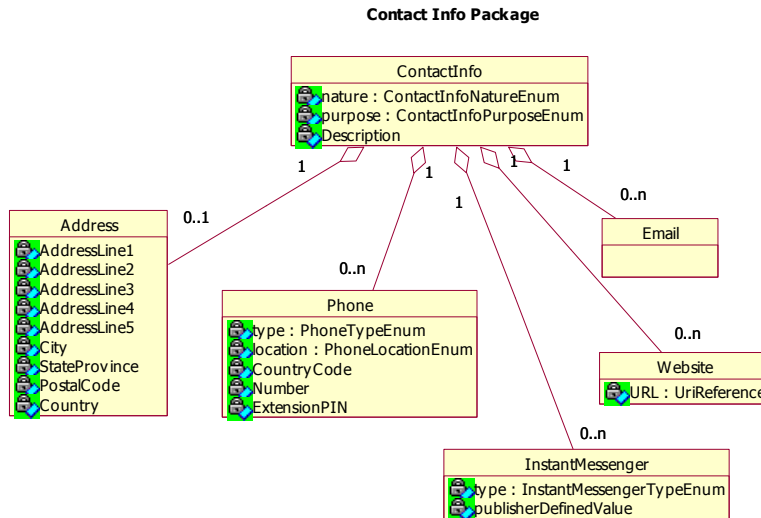 Contact Info Package
ContactInfo
nature : ContactInfoNatureEnum
purpose : ContactInfoPurposeEnum
Description
1
1
1
1
1
0..1
0..n
0..n
0..n
0..n
Address
AddressLine1
AddressLine2
AddressLine3
AddressLine4
AddressLine5
City
StateProvince
PostalCode
Country
Phone
type : PhoneTypeEnum
location : PhoneLocationEnum
CountryCode
Number
ExtensionPIN
Email
Website
URL : UriReference
InstantMessenger
type : InstantMessengerTypeEnum
publisherDefinedValue